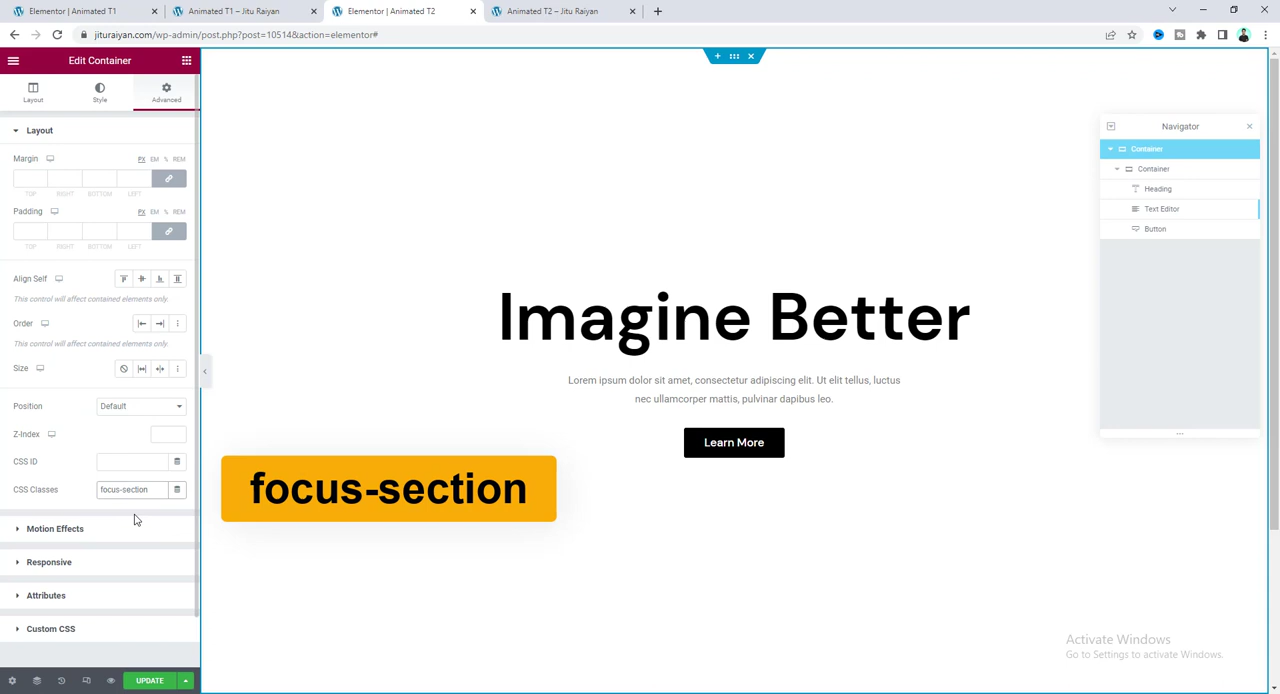 Elementor | Animated T1
Animated T1 – Jitu Raiyan
Elementor | Animated T2
Animated T2 – Jitu Raiyan
jituraiyan.com/wp-admin/post.php?post=10514&action=elementor#
Edit Container
Layout
Style
Advanced
Layout
Margin
PX EM % REM
TOP RIGHT BOTTOM LEFT
Padding
PX EM % REM
TOP RIGHT BOTTOM LEFT
Align Self
This control will affect contained elements only.
Order
This control will affect contained elements only.
Size
Position
Default
Z-Index
CSS ID
CSS Classes
focus-section
Motion Effects
Responsive
Attributes
Custom CSS
UPDATE
Imagine Better
Lorem ipsum dolor sit amet, consectetur adipiscing elit. Ut elit tellus, luctus
nec ullamcorper mattis, pulvinar dapibus leo.
Learn More
focus-section
Navigator
Container
Container
Heading
Text Editor
Button
Activate Windows
Go to Settings to activate Windows.